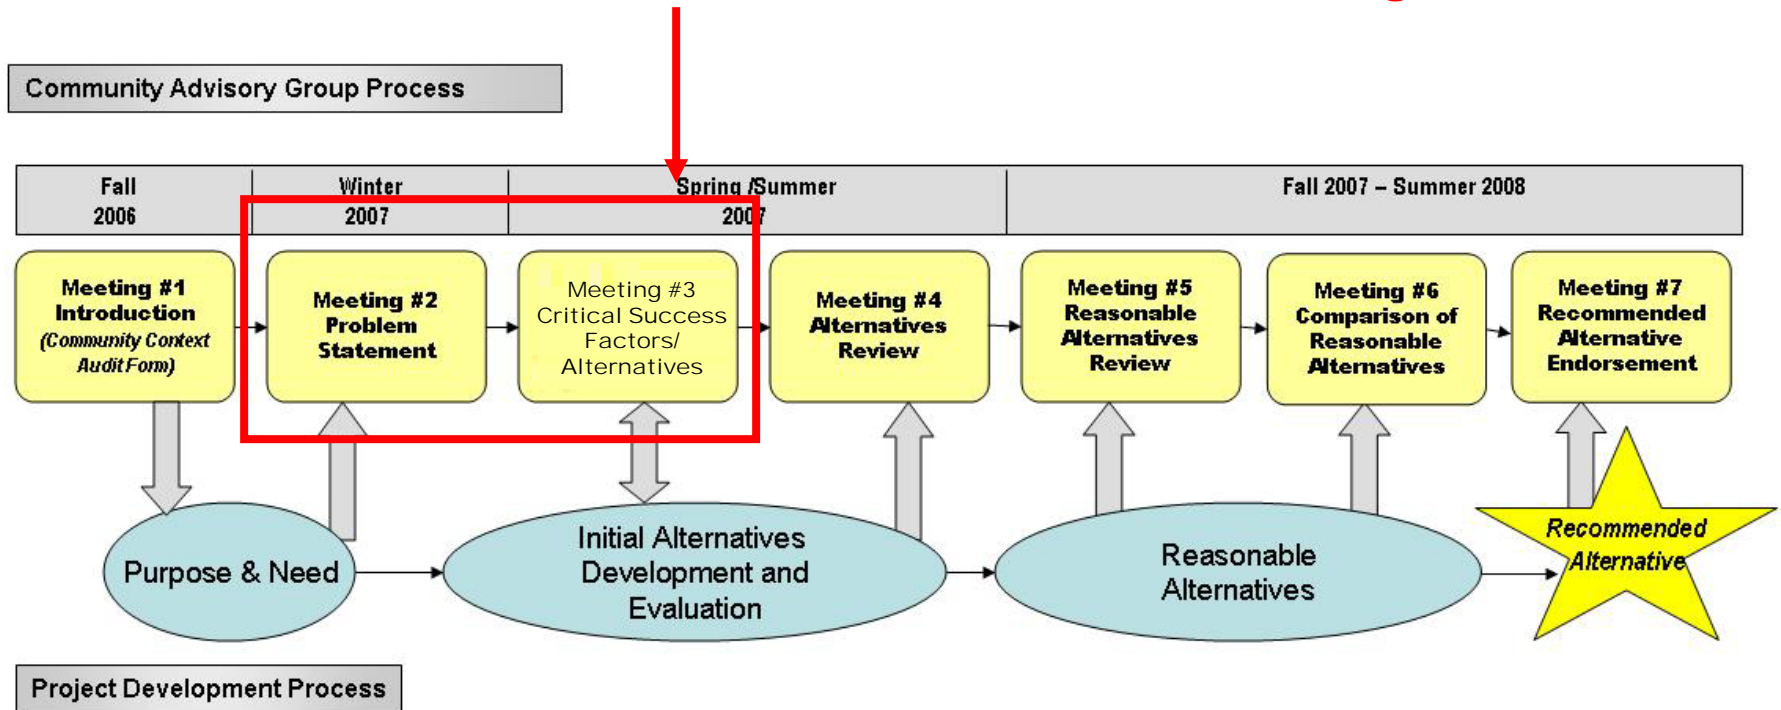 Community Advisory Group Process
Fall
2006
Winter
2007
Spring /Summer
2007
Fall 2007 – Summer 2008
Meeting #1
Introduction
(Community Context
Audit Form)
Meeting #2
Problem
Statement
Meeting #3
Critical Success
Factors/
Alternatives
Meeting #4
Alternatives
Review
Meeting #5
Reasonable
Alternatives
Review
Meeting #6
Comparison of
Reasonable
Alternatives
Meeting #7
Recommended
Alternative
Endorsement
Purpose & Need
Initial Alternatives
Development and
Evaluation
Reasonable
Alternatives
Recommended
Alternative
Project Development Process